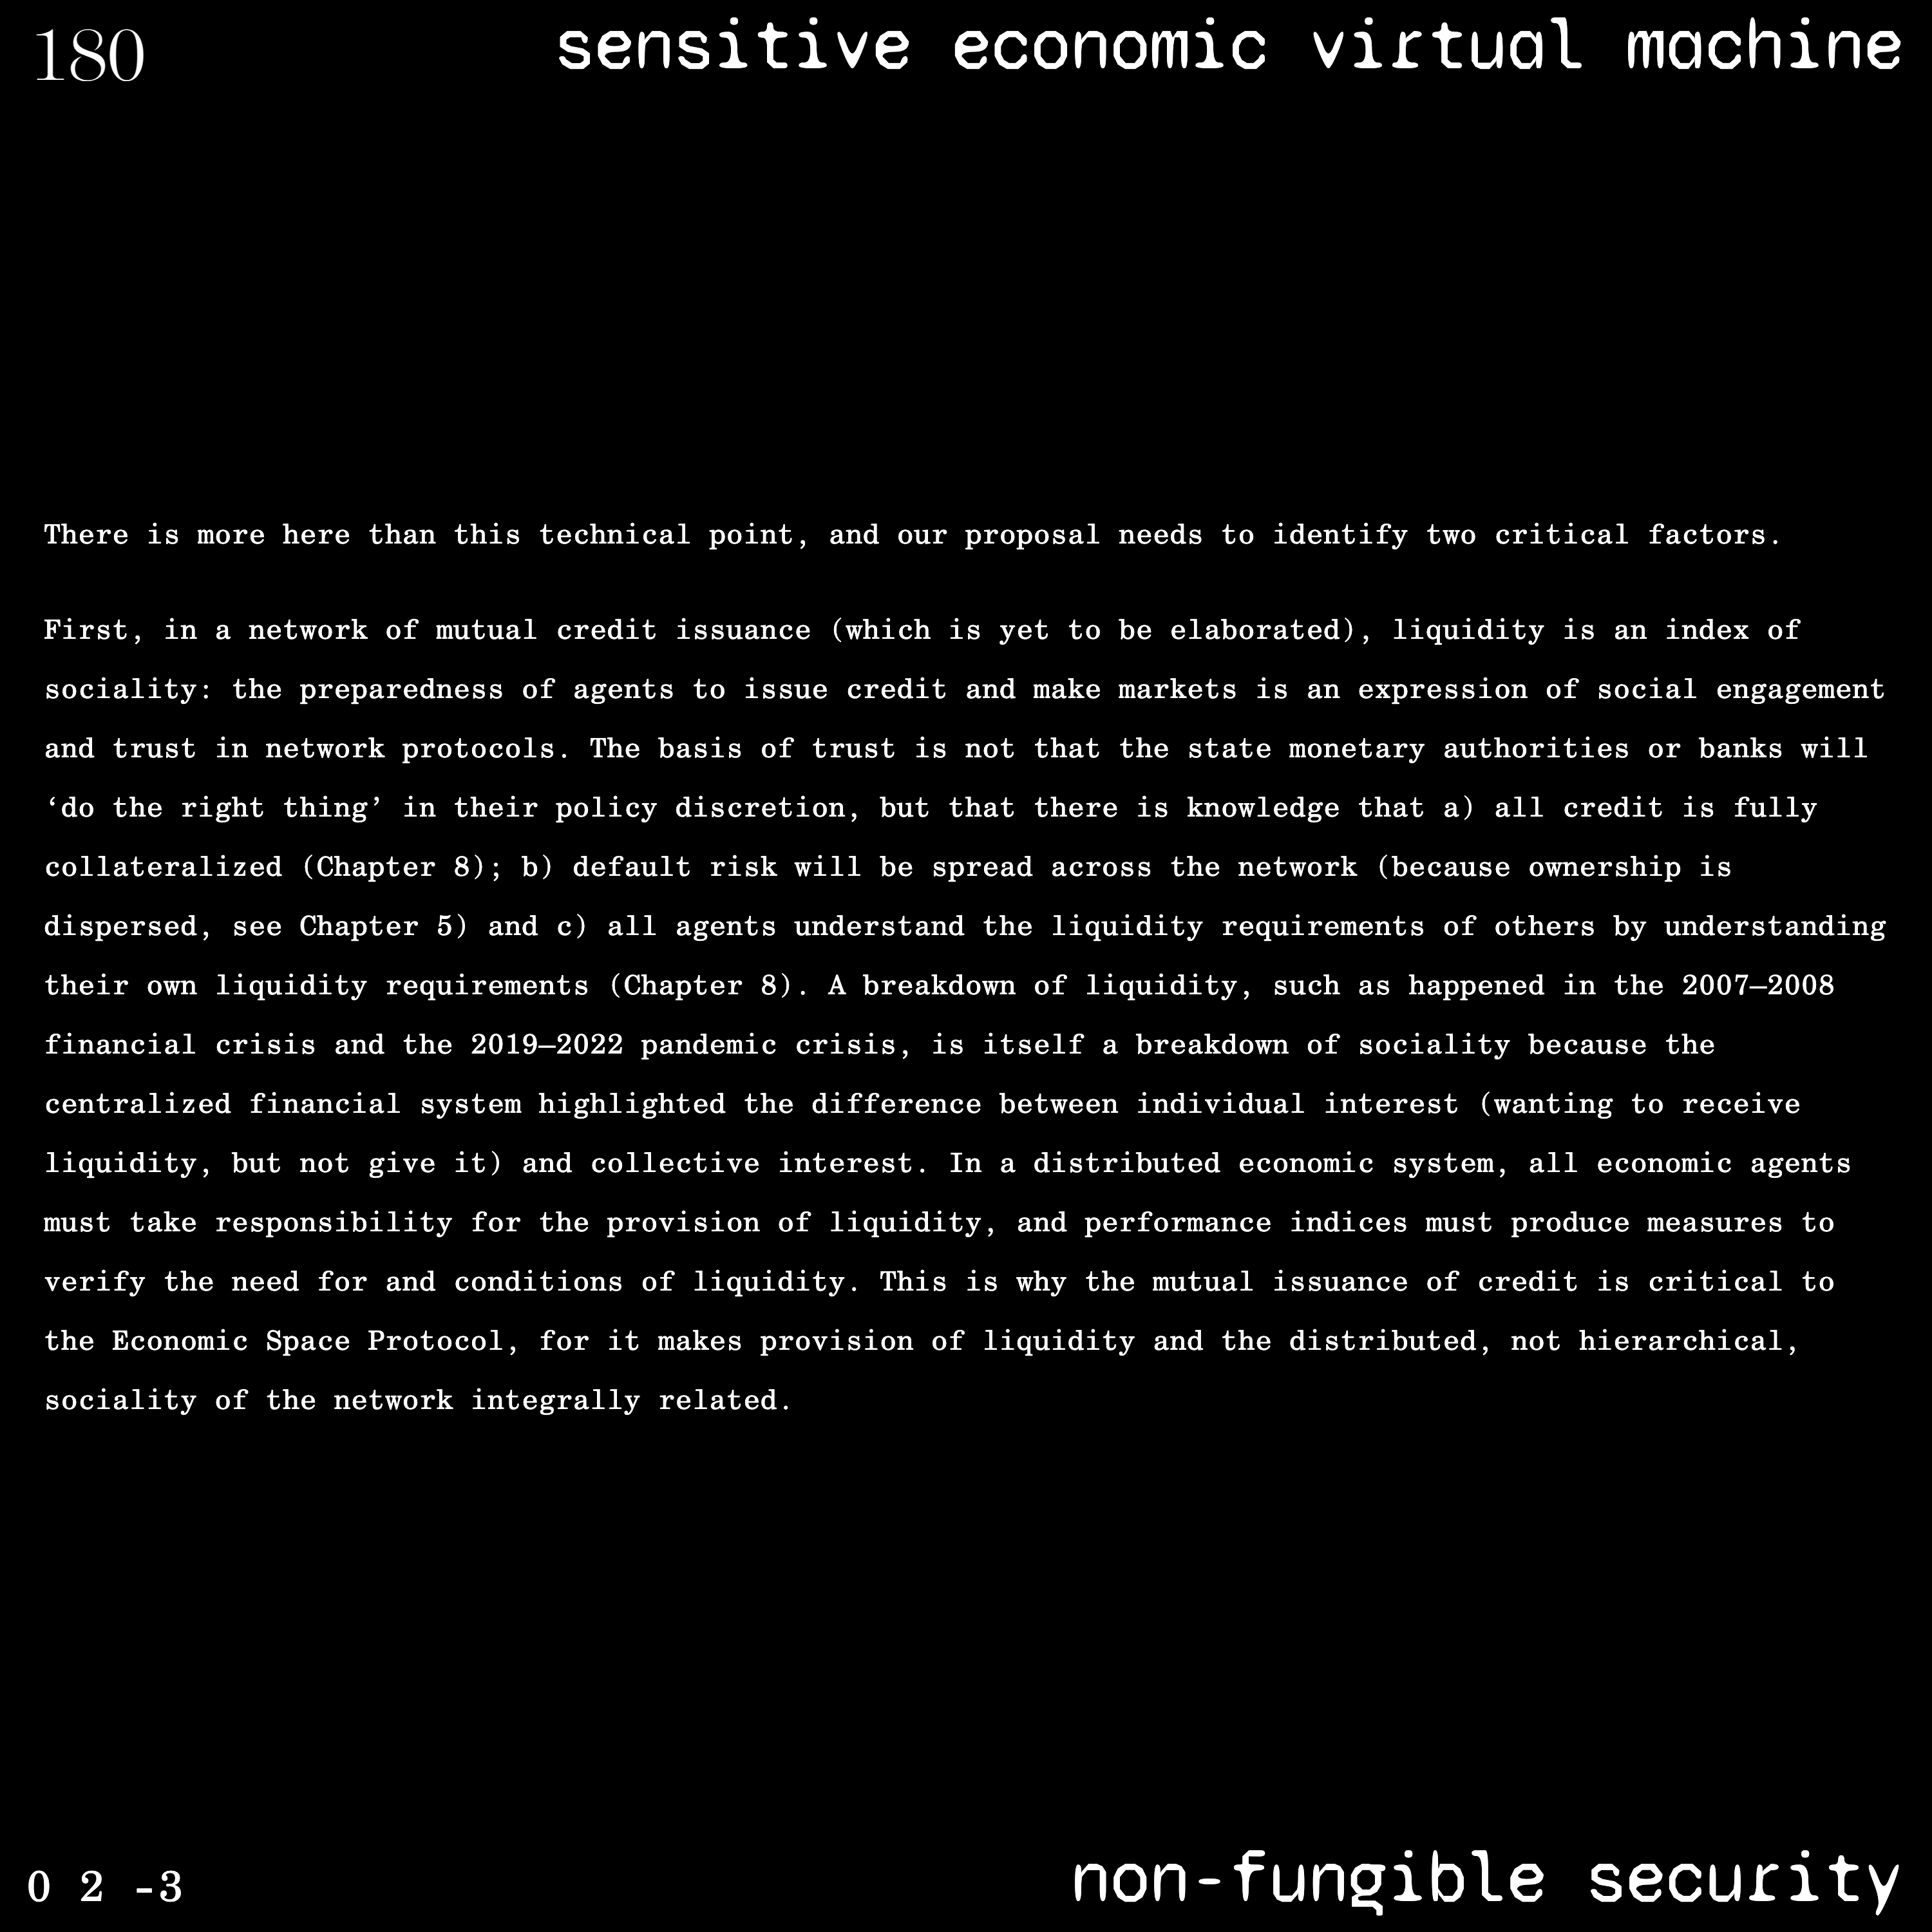 180
sensitive economic virtual machine
There is more here than this technical point, and our proposal needs to identify two critical factors.
First, in a network of mutual credit issuance (which is yet to be elaborated), liquidity is an index of
sociality: the preparedness of agents to issue credit and make markets is an expression of social engagement
and trust in network protocols. The basis of trust is not that the state monetary authorities or banks will
‘do the right thing’ in their policy discretion, but that there is knowledge that a) all credit is fully
collateralized (Chapter 8); b) default risk will be spread across the network (because ownership is
dispersed, see Chapter 5) and c) all agents understand the liquidity requirements of others by understanding
their own liquidity requirements (Chapter 8). A breakdown of liquidity, such as happened in the 2007–2008
financial crisis and the 2019–2022 pandemic crisis, is itself a breakdown of sociality because the
centralized financial system highlighted the difference between individual interest (wanting to receive
liquidity, but not give it) and collective interest. In a distributed economic system, all economic agents
must take responsibility for the provision of liquidity, and performance indices must produce measures to
verify the need for and conditions of liquidity. This is why the mutual issuance of credit is critical to
the Economic Space Protocol, for it makes provision of liquidity and the distributed, not hierarchical,
sociality of the network integrally related.
0 2 -3
non-fungible security